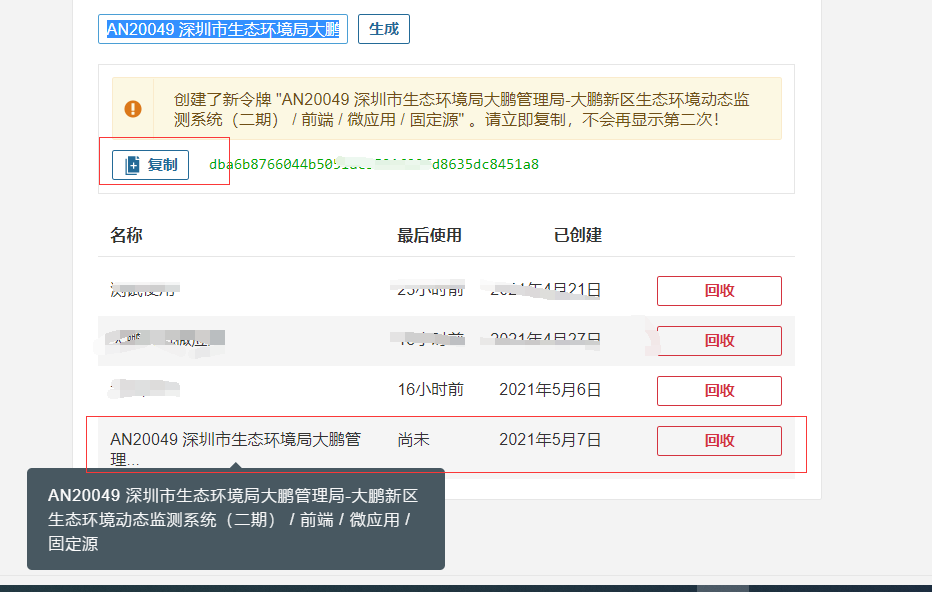 AN20049 深圳市生态环境局大鹏
生成
创建了新令牌 "AN20049 深圳市生态环境局大鹏管理局-大鹏新区生态环境动态监
测系统（二期） / 前端 / 微应用 / 固定源" 。请立即复制，不会再显示第二次！
复制 dba6b8766044b50 d8635dc8451a8
名称 最后使用 已创建
测试使用 23小时前 2021年4月21日 回收
微应 小时前 2021年4月27日 回收
16小时前 2021年5月6日 回收
AN20049 深圳市生态环境局大鹏管 尚未 2021年5月7日 回收
理...
AN20049 深圳市生态环境局大鹏管理局-大鹏新区
生态环境动态监测系统（二期） / 前端 / 微应用 /
固定源